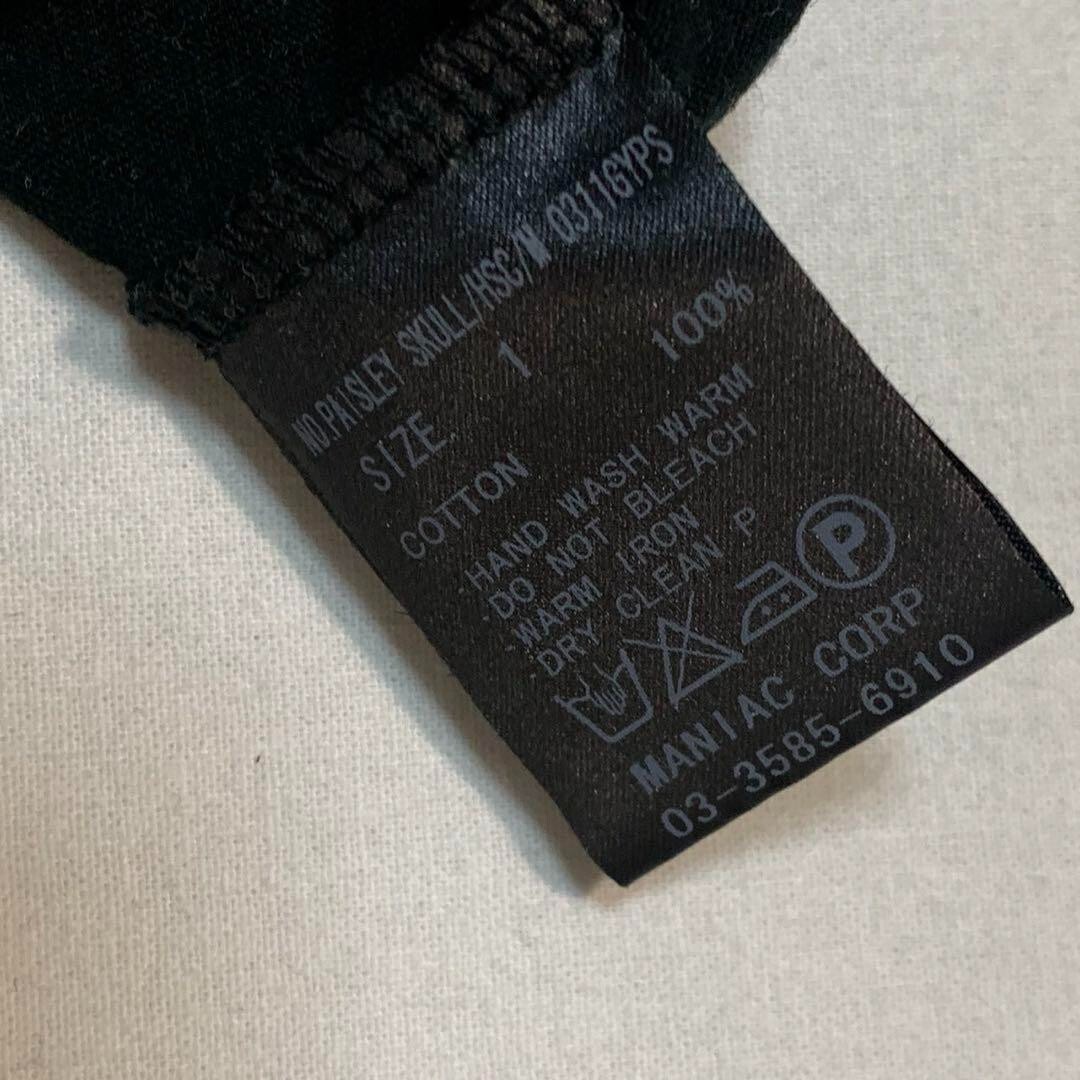 NO.PAISLEY SKULL/HSC/W 0311GYPS
SIZE 1
COTTON 100%
HAND WASH WARM
DO NOT BLEACH
WARM IRON
DRY CLEAN P
P
MANIAC CORP
03-3585-6910